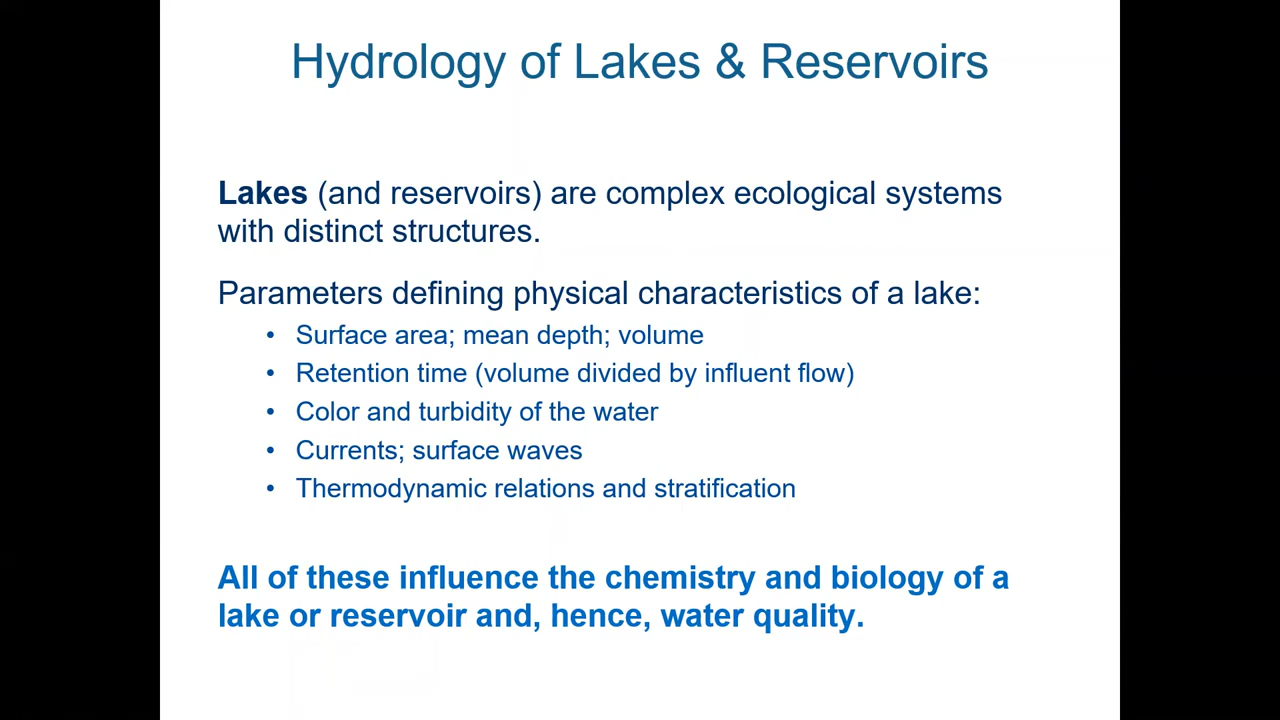 Hydrology of Lakes & Reservoirs
Lakes (and reservoirs) are complex ecological systems
with distinct structures.
Parameters defining physical characteristics of a lake:
• Surface area; mean depth; volume
• Retention time (volume divided by influent flow)
• Color and turbidity of the water
• Currents; surface waves
• Thermodynamic relations and stratification
All of these influence the chemistry and biology of a
lake or reservoir and, hence, water quality.